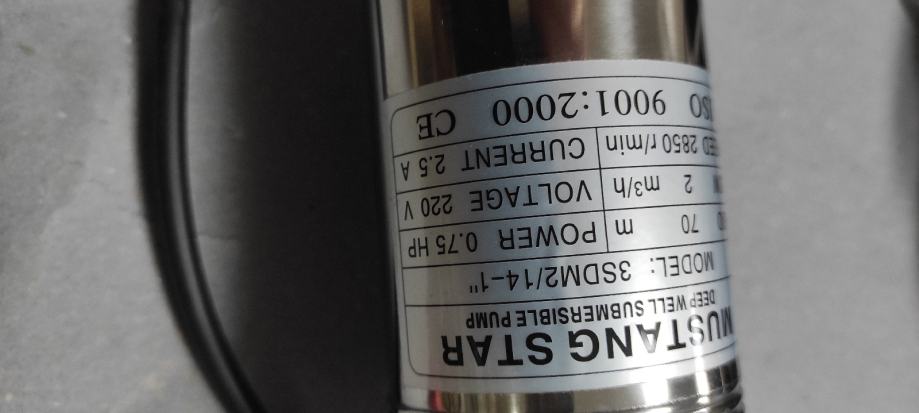 MUSTANG STAR
DEEP WELL SUBMERSIBLE PUMP
MODEL: 3SDM2/14-1"
70 m POWER 0.75 HP
2 m³/h VOLTAGE 220 V
2850 r/min CURRENT 2.5 A
ISO 9001:2000 CE